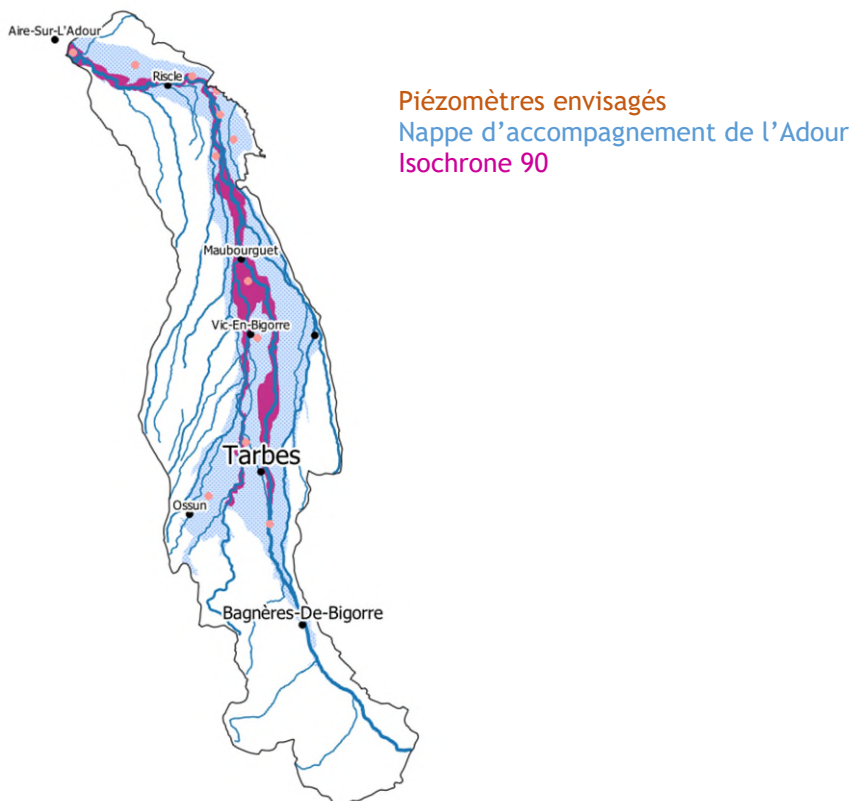 Aire-Sur-L'Adour
Riscle
Piézomètres envisagés
Nappe d'accompagnement de l'Adour
Isochrone 90
Maubourguet
Vic-En-Bigorre
Tarbes
Ossun
Bagnères-De-Bigorre